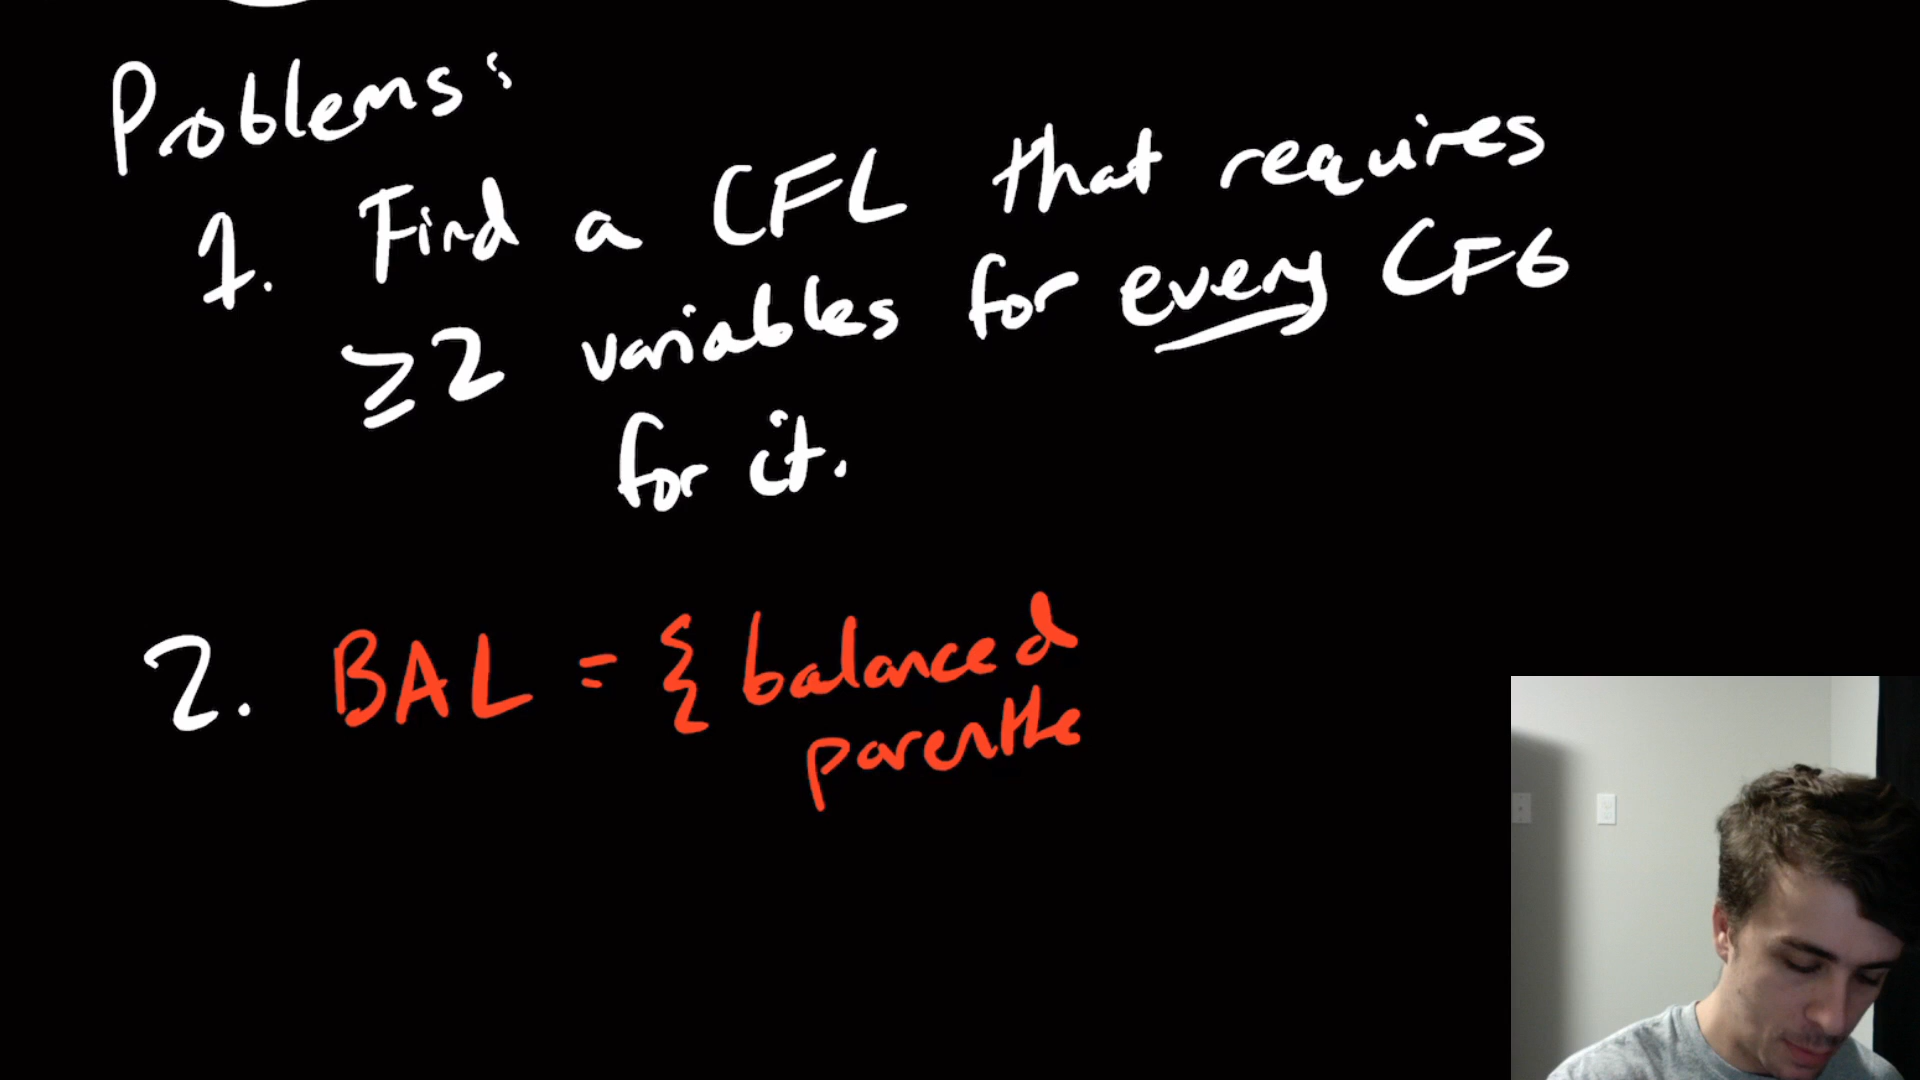 Problems:
1. Find a CFL that requires
≥2 variables for every CFG
for it.
2. BAL = { balanced
parenthe